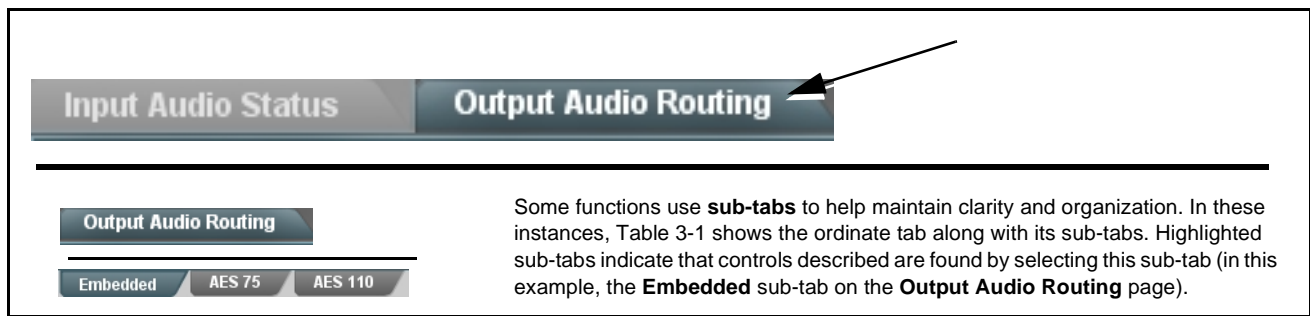 Input Audio Status
Output Audio Routing
Output Audio Routing
Embedded
AES 75
AES 110
Some functions use sub-tabs to help maintain clarity and organization. In these
instances, Table 3-1 shows the ordinate tab along with its sub-tabs. Highlighted
sub-tabs indicate that controls described are found by selecting this sub-tab (in this
example, the Embedded sub-tab on the Output Audio Routing page).